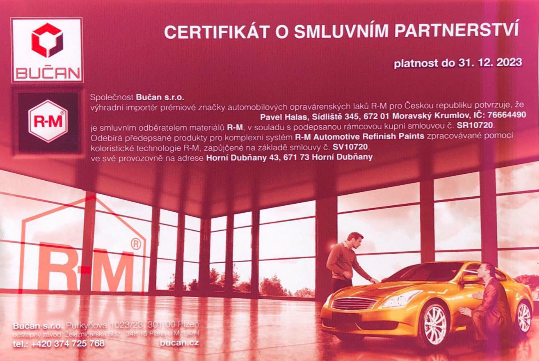 CERTIFIKÁT O SMLUVNÍM PARTNERSTVÍ
platnost do 31. 12. 2023
BUČAN
R-M
Společnost Bučan s.r.o.
výhradní importér prémiové značky automobilových opravárenských laků R-M pro Českou republiku potvrzuje, že
Pavel Halas, Sídliště 345, 672 01 Moravský Krumlov, IČ: 76664490
je smluvním odběratelem materiálů R-M, v souladu s podepsanou rámcovou kupní smlouvou č. SR10720.
Odebírá předepsané produkty pro komplexní systém R-M Automotive Refinish Paints zpracovávané pomocí
koloristické technologie R-M, zapůjčené na základě smlouvy č. SV10720.
ve své provozovně na adrese Horní Dubňany 43, 671 73 Horní Dubňany
R-M®
Bučan s.r.o.
tel.: +420 374 725 768 bucan.cz